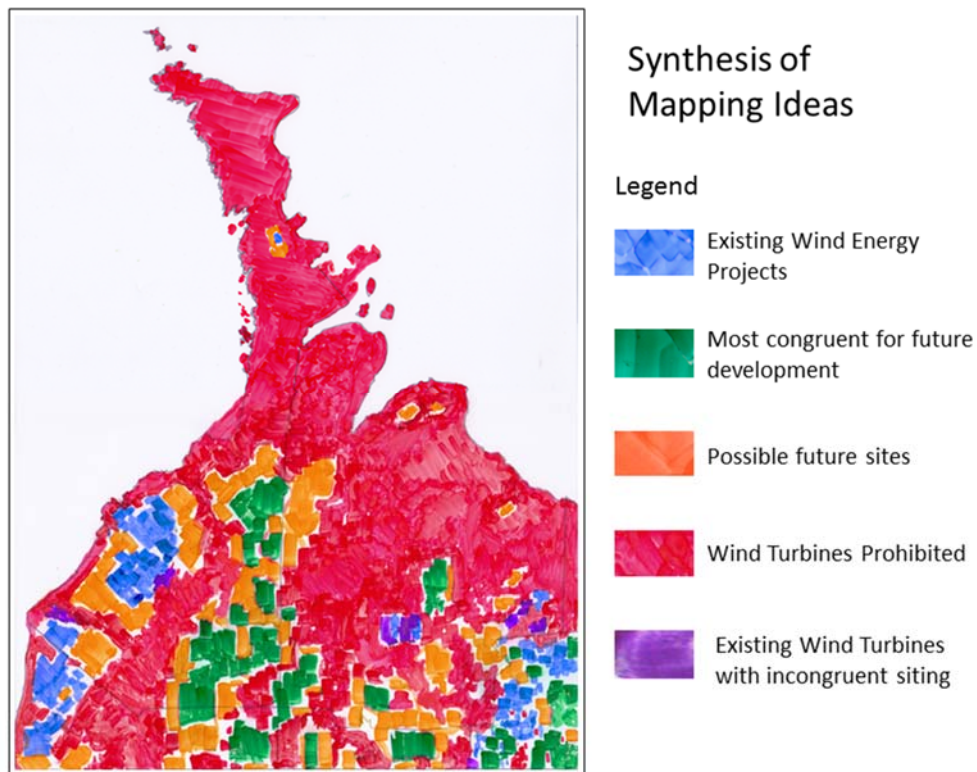 Synthesis of
Mapping Ideas
Legend
Existing Wind Energy
Projects
Most congruent for future
development
Possible future sites
Wind Turbines Prohibited
Existing Wind Turbines
with incongruent siting